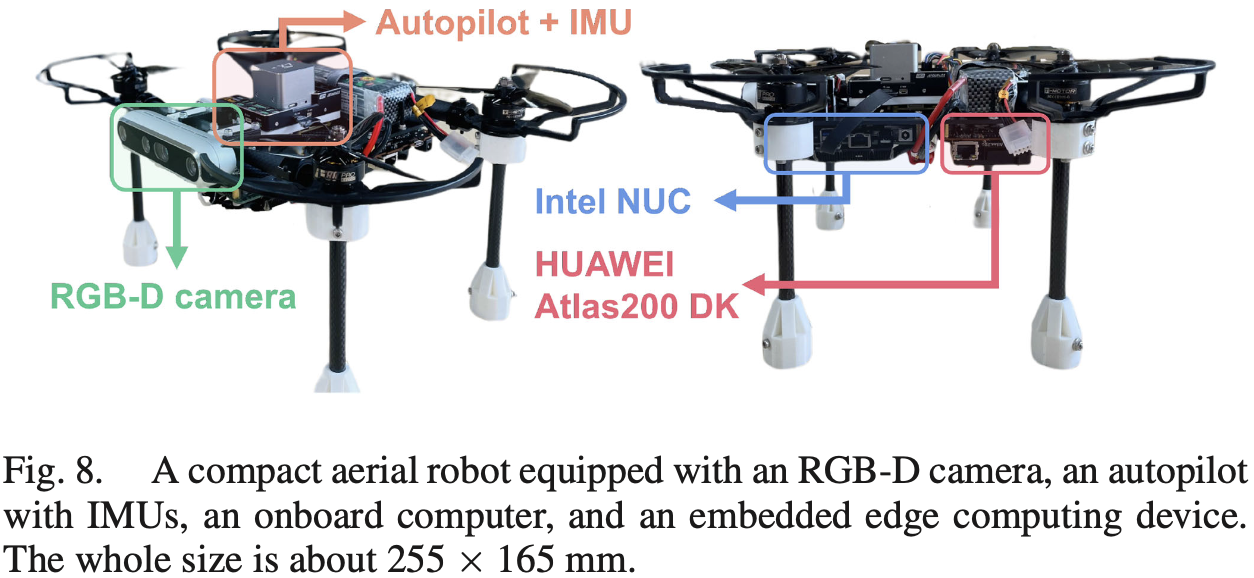 Autopilot + IMU
RGB-D camera
Intel NUC
HUAWEI
Atlas200 DK
Fig. 8. A compact aerial robot equipped with an RGB-D camera, an autopilot
with IMUs, an onboard computer, and an embedded edge computing device.
The whole size is about 255 × 165 mm.